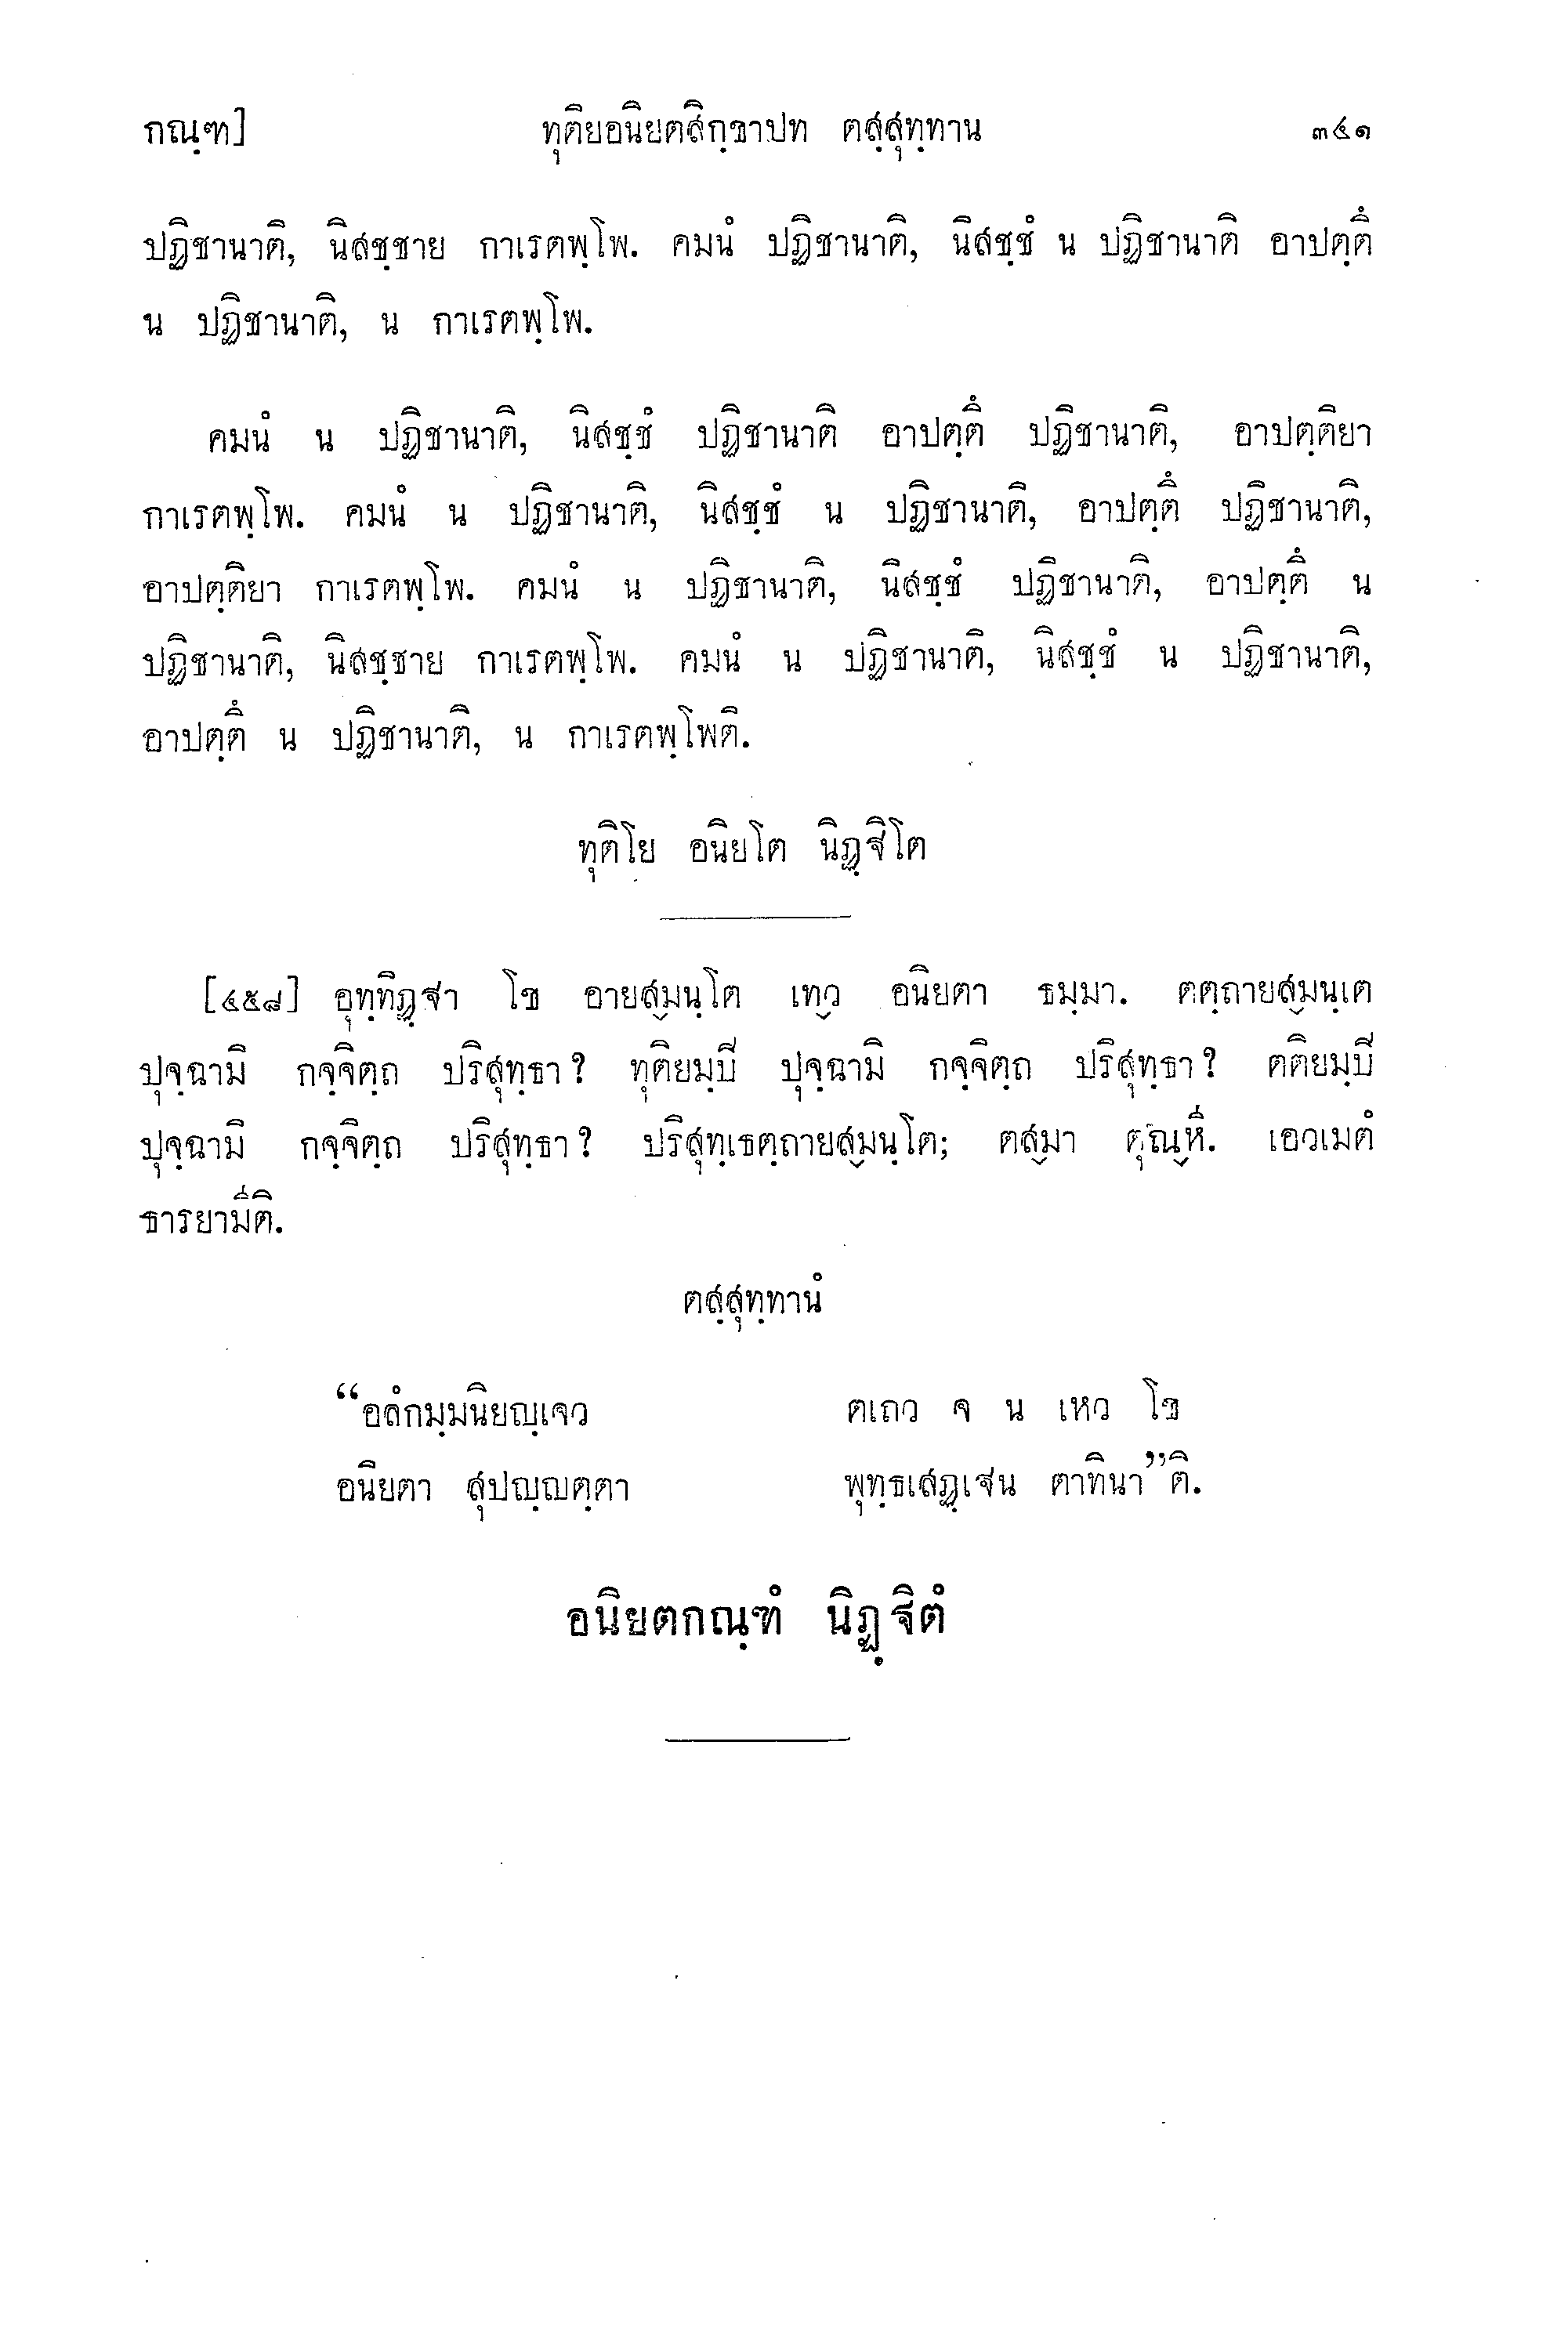 กณฺฑ] ทุติยอนิยตสิกฺขาปท ตสฺสุทฺทาน ๓๔๑
ปฏิชานาติ, นิสชฺชาย กาเรตพฺโพ. คมนํ ปฏิชานาติ, นิสชฺชํ น ปฏิชานาติ อาปตฺตึ
น ปฏิชานาติ, น กาเรตพฺโพ.
คมนํ น ปฏิชานาติ, นิสชฺชํ ปฏิชานาติ อาปตฺตึ ปฏิชานาติ, อาปตฺติยา
กาเรตพฺโพ. คมนํ น ปฏิชานาติ, นิสชฺชํ น ปฏิชานาติ, อาปตฺตึ ปฏิชานาติ,
อาปตฺติยา กาเรตพฺโพ. คมนํ น ปฏิชานาติ, นิสชฺชํ ปฏิชานาติ, อาปตฺตึ น
ปฏิชานาติ, นิสชฺชาย กาเรตพฺโพ. คมนํ น ปฏิชานาติ, นิสชฺชํ น ปฏิชานาติ,
อาปตฺตึ น ปฏิชานาติ, น กาเรตพฺโพติ.
ทุติโย อนิยโต นิฏฺฐิโต
[๔๕๘] อุทฺทิฏฺฐา โข อายสฺมนฺโต เทฺว อนิยตา ธมฺมา. ตตฺถายสฺมนฺเต
ปุจฺฉามิ กจฺจิตฺถ ปริสุทฺธา? ทุติยมฺปิ ปุจฺฉามิ กจฺจิตฺถ ปริสุทฺธา? ตติยมฺปิ
ปุจฺฉามิ กจฺจิตฺถ ปริสุทฺธา? ปริสุทฺเธตฺถายสฺมนฺโต; ตสฺมา ตุณฺหี. เอวเมตํ
ธารยามีติ.
ตสฺสุทฺทานํ
“อลํกมฺมนิยญฺเจว ตเถว จ น เหว โข
อนิยตา สุปญฺญตฺตา พุทฺธเสฏฺเฐน ตาทินา”ติ.
อนิยตกณฺฑํ นิฏฺฐิตํ